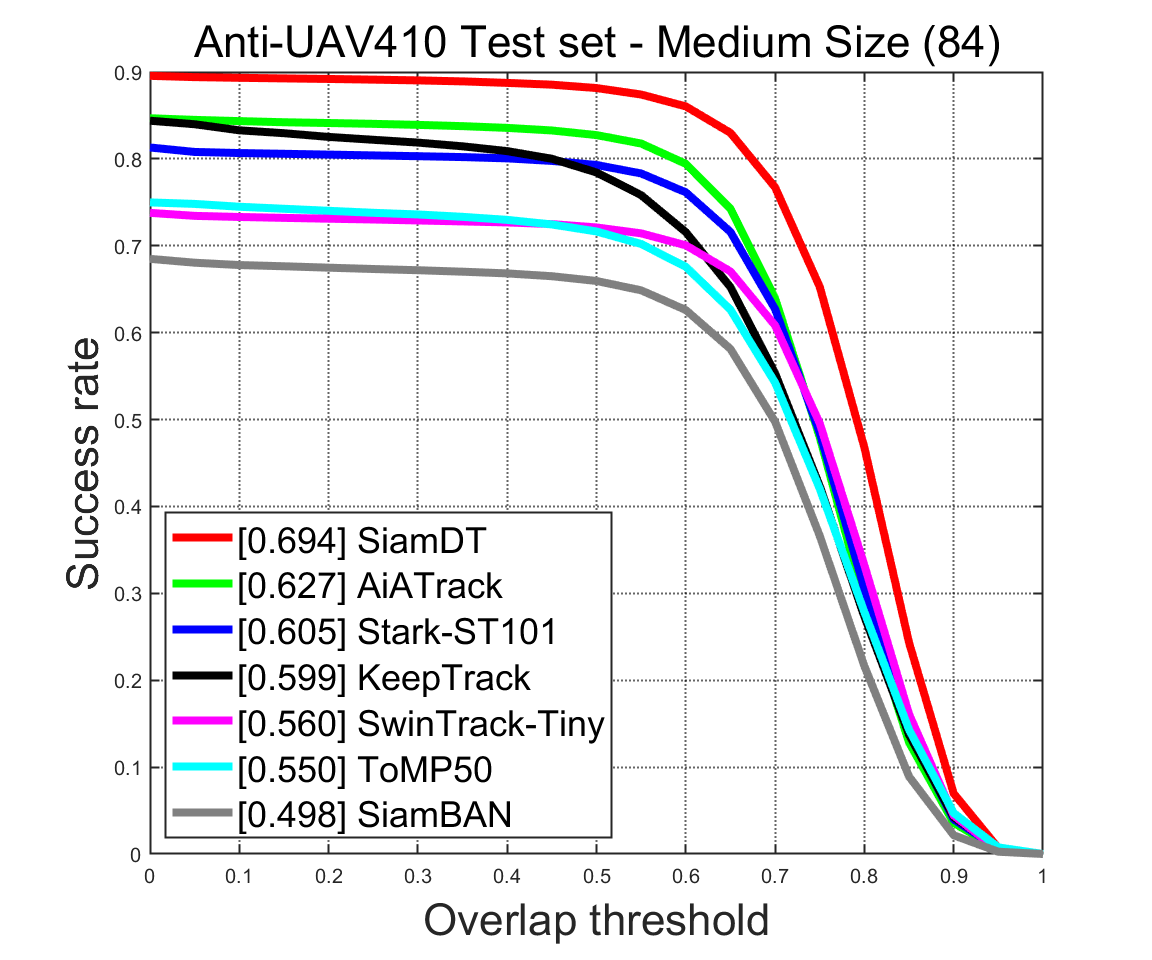 Anti-UAV410 Test set - Medium Size (84)
0.9
0.8
0.7
0.6
0.5
0.4
0.3
0.2
0.1
0
Success rate
[0.694] SiamDT
[0.627] AiATrack
[0.605] Stark-ST101
[0.599] KeepTrack
[0.560] SwinTrack-Tiny
[0.550] ToMP50
[0.498] SiamBAN
0 0.1 0.2 0.3 0.4 0.5 0.6 0.7 0.8 0.9 1
Overlap threshold